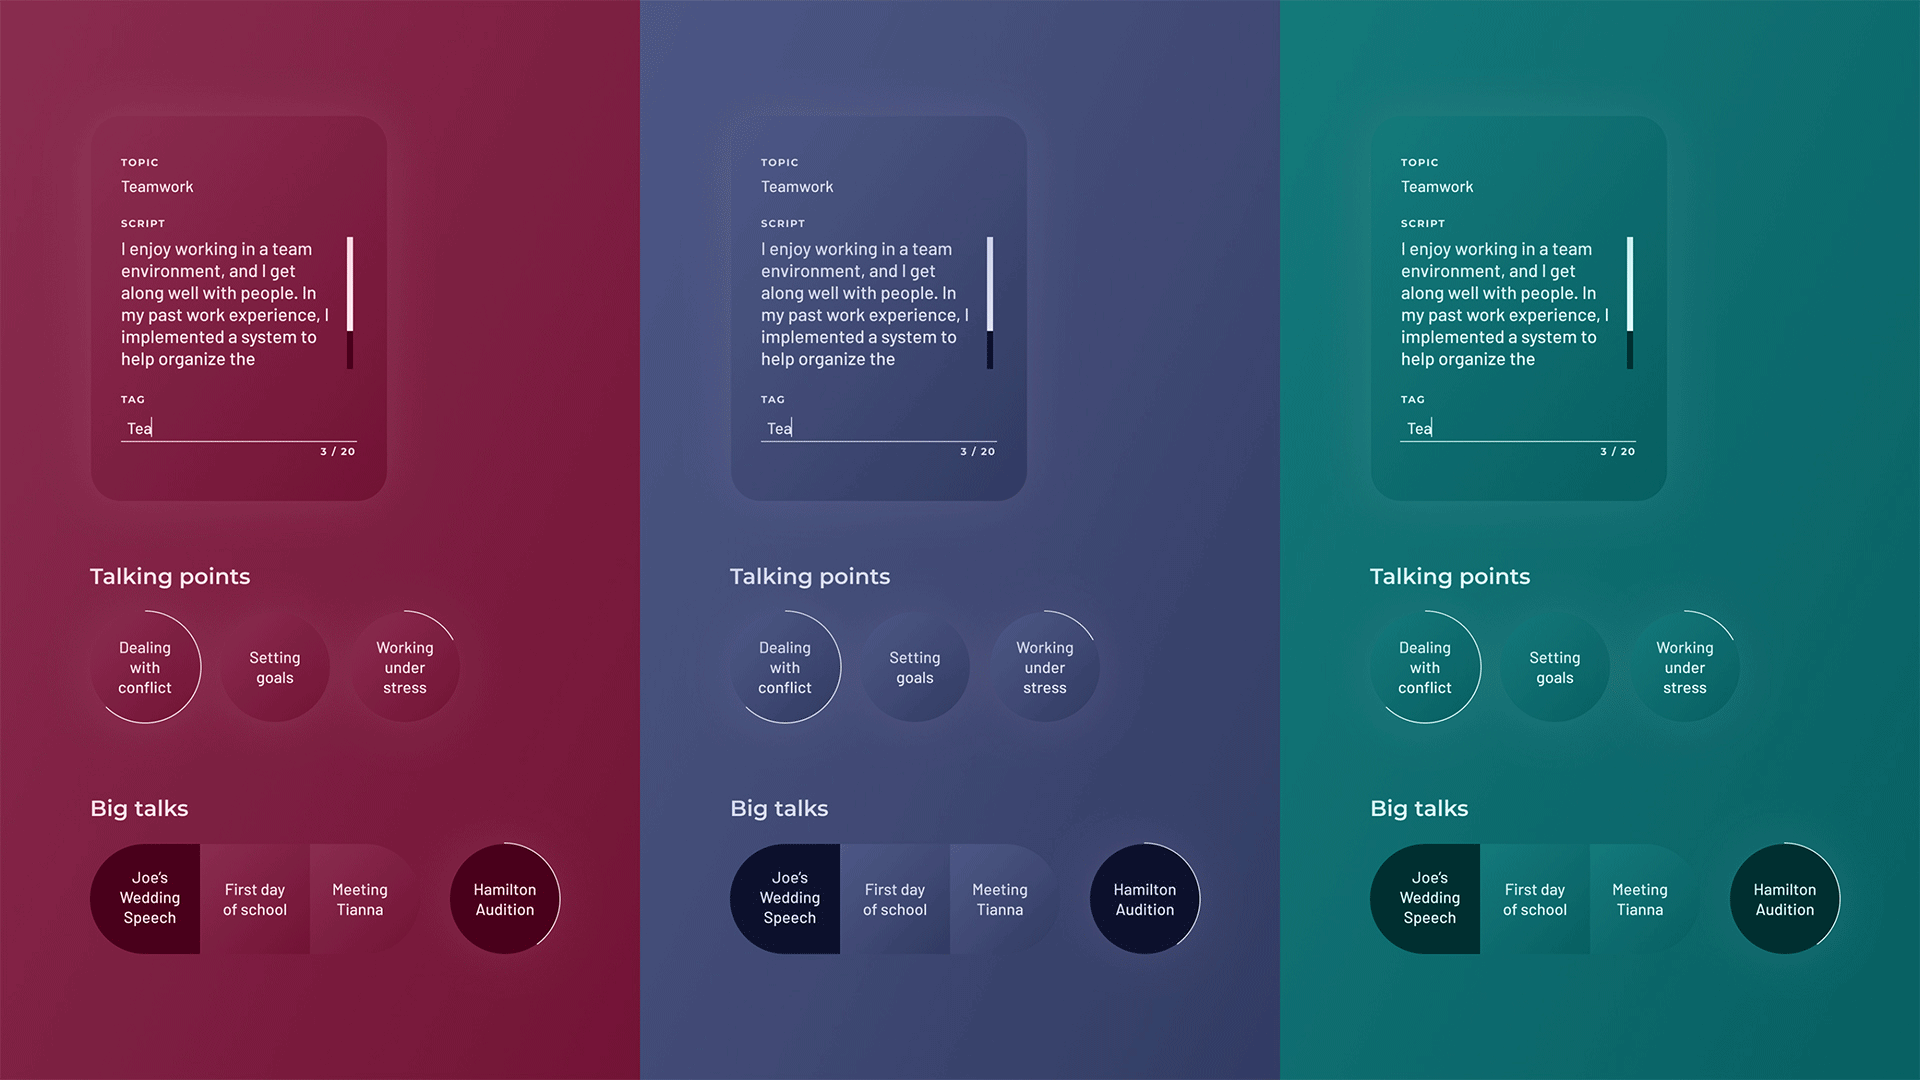 TOPIC
Teamwork
SCRIPT
I enjoy working in a team
environment, and I get
along well with people. In
my past work experience, I
implemented a system to
help organize the
TAG
Tea
3 / 20
Talking points
Dealing
with
conflict
Setting
goals
Working
under
stress
Big talks
Joe’s
Wedding
Speech
First day
of school
Meeting
Tianna
Hamilton
Audition
TOPIC
Teamwork
SCRIPT
I enjoy working in a team
environment, and I get
along well with people. In
my past work experience, I
implemented a system to
help organize the
TAG
Tea
3 / 20
Talking points
Dealing
with
conflict
Setting
goals
Working
under
stress
Big talks
Joe’s
Wedding
Speech
First day
of school
Meeting
Tianna
Hamilton
Audition
TOPIC
Teamwork
SCRIPT
I enjoy working in a team
environment, and I get
along well with people. In
my past work experience, I
implemented a system to
help organize the
TAG
Tea
3 / 20
Talking points
Dealing
with
conflict
Setting
goals
Working
under
stress
Big talks
Joe’s
Wedding
Speech
First day
of school
Meeting
Tianna
Hamilton
Audition